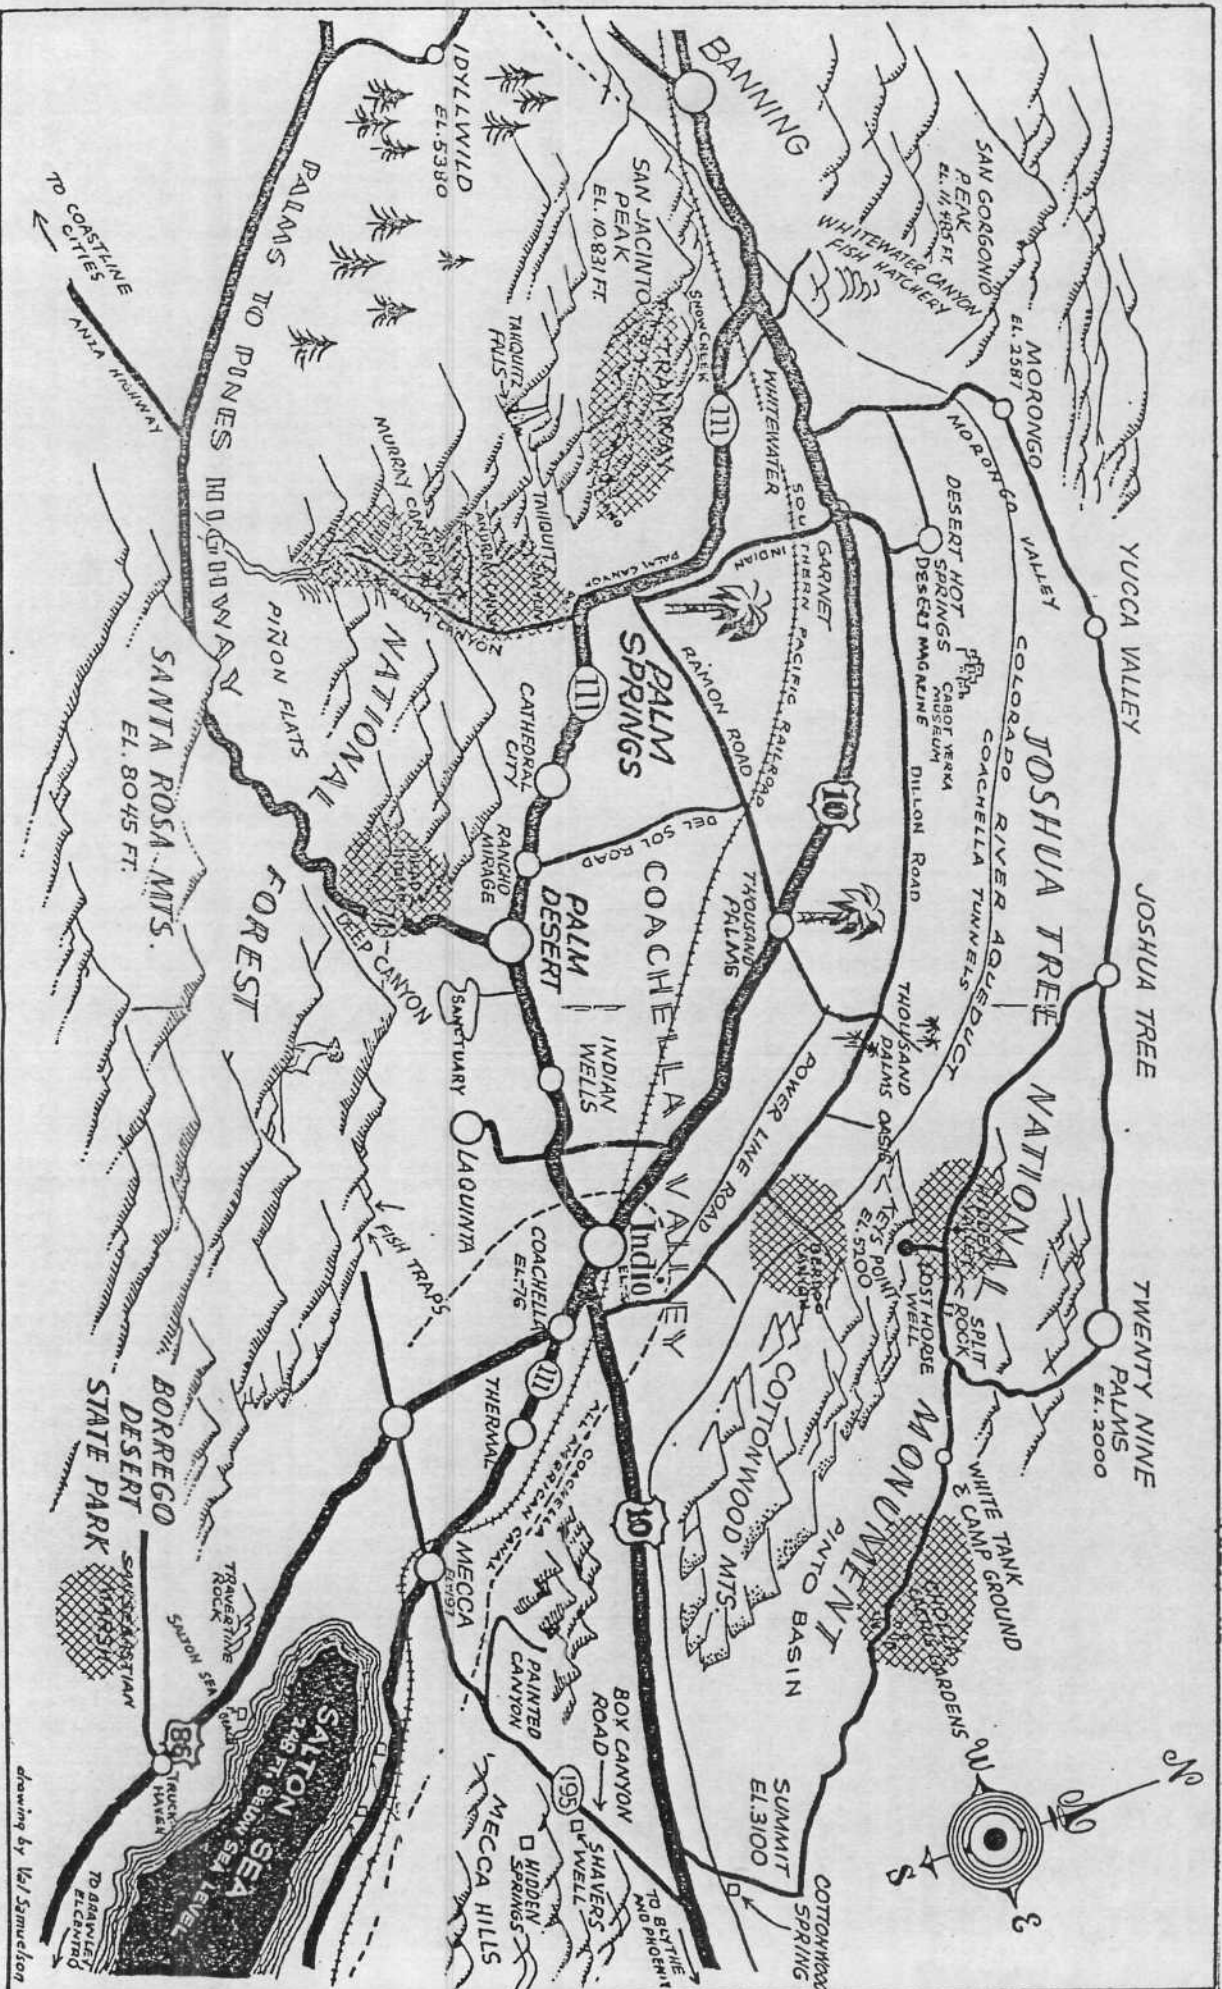 BANNING
SAN GORGONIO
PEAK
EL. 11,485 FT.
WHITEWATER CANYON
FISH HATCHERY
MORONGO
EL. 2587
MORONGO VALLEY
YUCCA VALLEY
JOSHUA TREE
TWENTY NINE
PALMS
EL. 2000
IDYLLWILD
EL. 5380
SAN JACINTO
PEAK
EL. 10.831 FT.
TRAMWAY
SNOW CREEK
111
WHITEWATER
TAHQUITZ
FALLS
GARNET
SOUTHERN PACIFIC RAILROAD
INDIAN
PALM CANYON
DESERT HOT
SPRINGS
DESERT MAGAZINE
CABOT YERXA
MUSEUM
COLORADO RIVER AQUEDUCT
COACHELLA TUNNELS
JOSHUA TREE NATIONAL MONUMENT
DILLON ROAD
10
PALM
SPRINGS
RAMON ROAD
DEL SOL ROAD
THOUSAND
PALMS
THOUSAND
PALMS OASIS
POWER LINE ROAD
COACHELLA VALLEY
111
CATHEDRAL
CITY
RANCHO
MIRAGE
PALM
DESERT
SANCTUARY
INDIAN
WELLS
LAQUINTA
Indio
COACHELLA
EL.-76
111
THERMAL
COACHELLA
ALL AMERICAN CANAL
10
MURRAY CANYON
PALM CANYON
PALMS TO PINES HIGHWAY
TO COASTLINE
CITIES
ANZA HIGHWAY
PIÑON FLATS
NATIONAL
FOREST
SANTA ROSA MTS.
EL. 8045 FT.
DEEP CANYON
FISH TRAPS
KEY'S POINT
EL. 5200
LOST HORSE
WELL
SPLIT
ROCK
WHITE TANK
& CAMP GROUND
GARDENS
COTTONWOOD MTS.
PINTO BASIN
BORREGO
DESERT
STATE PARK
SAN SEBASTIAN
MARSH
TRAVERTINE
ROCK
SALTON SEA
86
TRUCK
HAVEN
TO BRAWLEY
ELCENTRO
SALTON SEA
BELOW SEA LEVEL
MECCA
PAINTED
CANYON
BOX CANYON
ROAD
195
SHAVERS
WELL
HIDDEN
SPRINGS
MECCA HILLS
TO BLYTHE
AND PHOENIX
SUMMIT
EL.3100
COTTONWOOD
SPRING
N
W
E
S
drawing by Val Samuelson